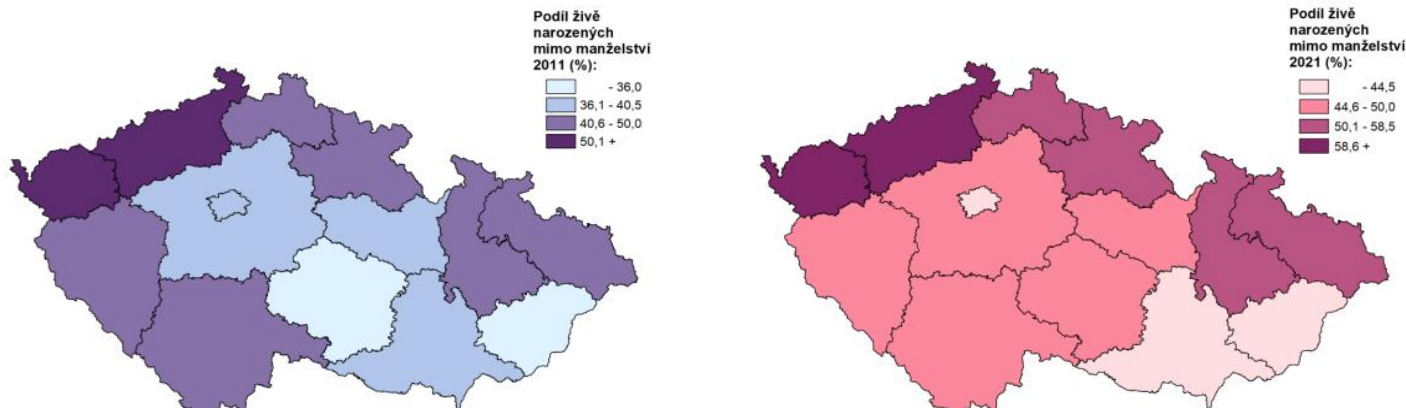 Podíl živě
narozených
mimo manželství
2011 (%):
- 36,0
36,1 - 40,5
40,6 - 50,0
50,1 +
Podíl živě
narozených
mimo manželství
2021 (%):
- 44,5
44,6 - 50,0
50,1 - 58,5
58,6 +